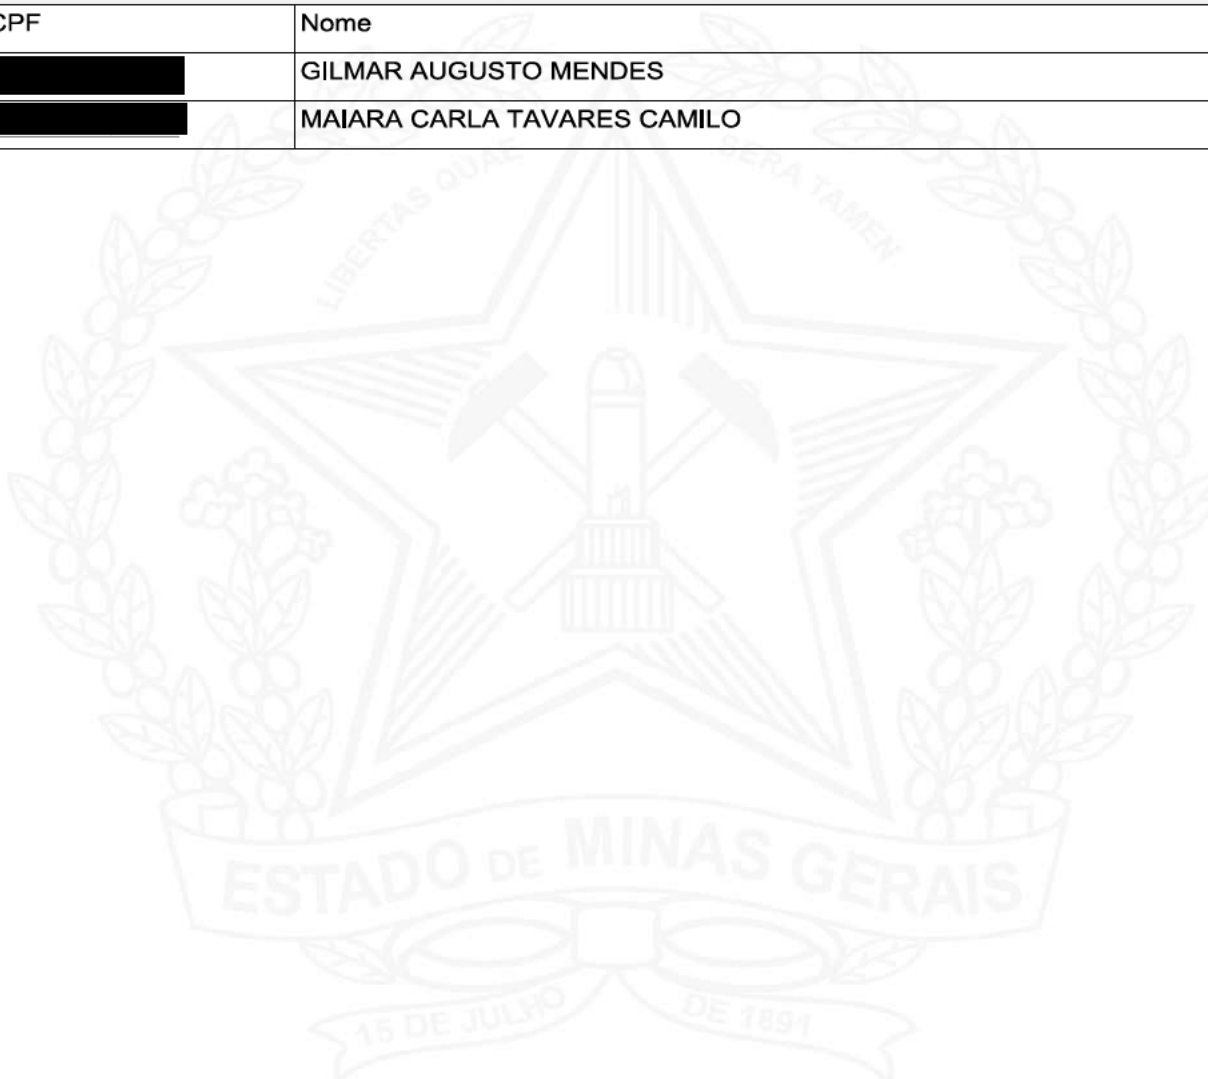 CPF Nome
GILMAR AUGUSTO MENDES
MAIARA CARLA TAVARES CAMILO
LIBERTAS QUAE SERA TAMEN
ESTADO DE MINAS GERAIS
15 DE JULHO DE 1891